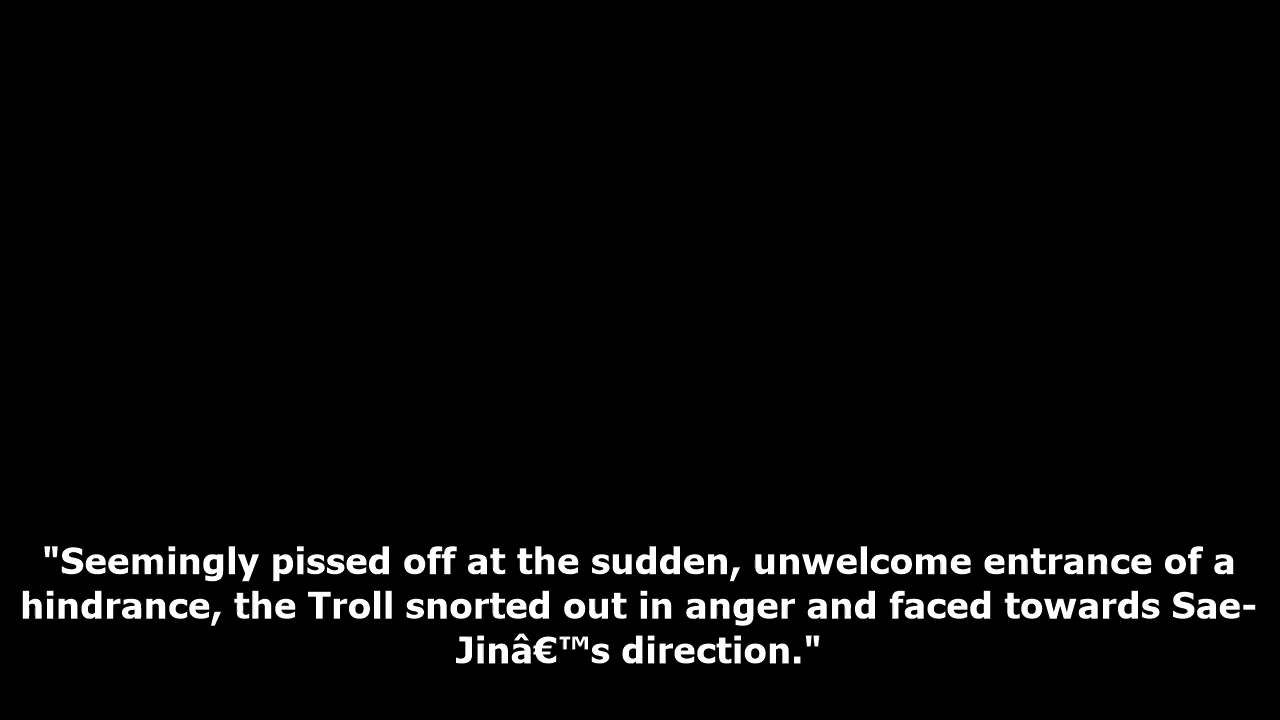 "Seemingly pissed off at the sudden, unwelcome entrance of a
hindrance, the Troll snorted out in anger and faced towards Sae-
Jinâ€™s direction."